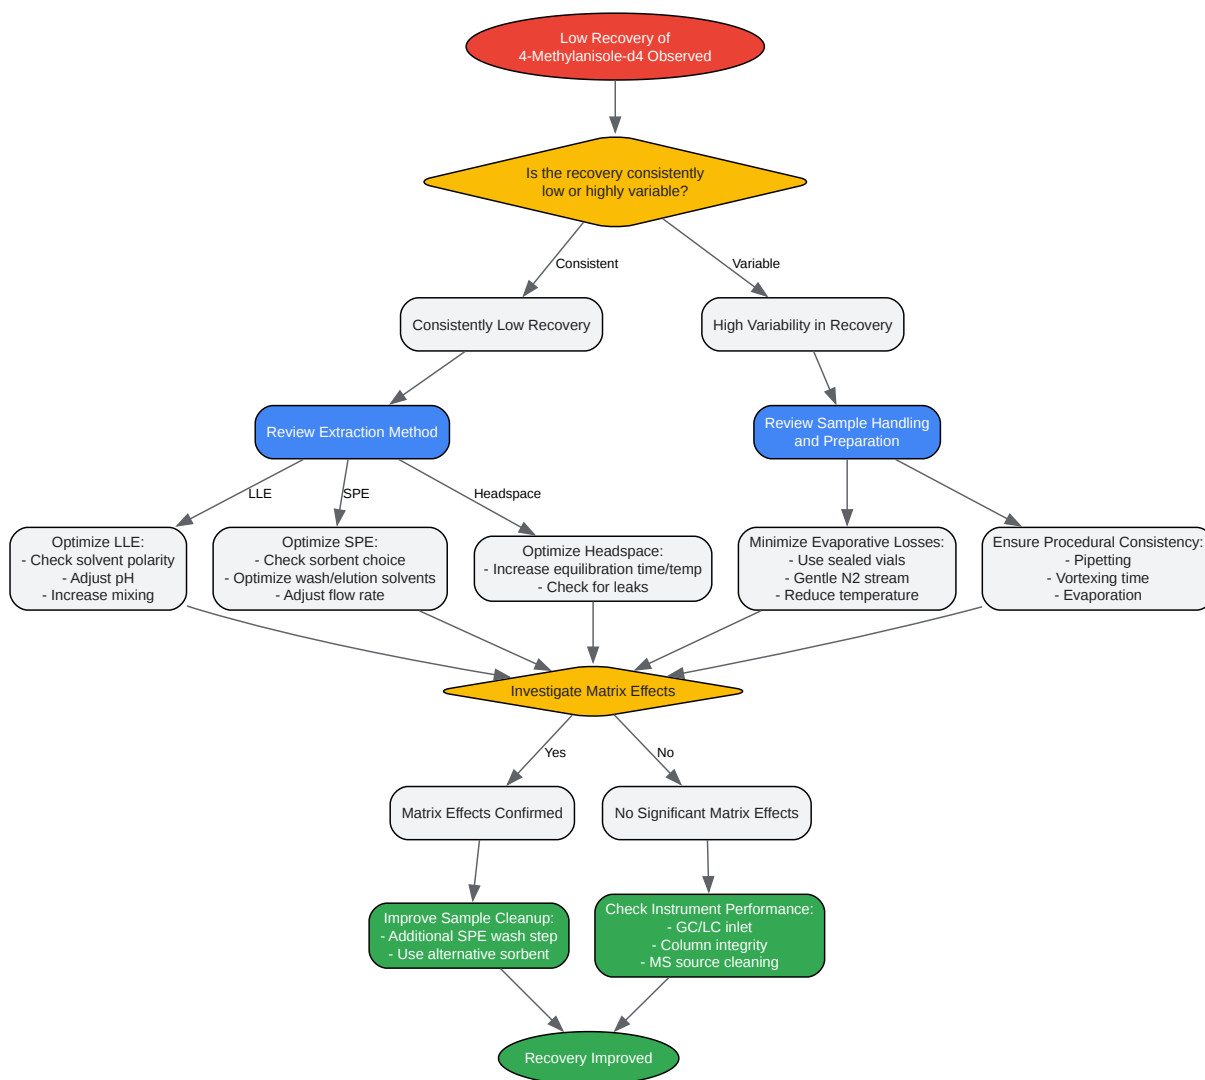 Low Recovery of
4-Methylanisole-d4 Observed
Is the recovery consistently
low or highly variable?
Consistent
Variable
Consistently Low Recovery
High Variability in Recovery
Review Extraction Method
Review Sample Handling
and Preparation
LLE
SPE
Headspace
Optimize LLE:
- Check solvent polarity
- Adjust pH
- Increase mixing
Optimize SPE:
- Check sorbent choice
- Optimize wash/elution solvents
- Adjust flow rate
Optimize Headspace:
- Increase equilibration time/temp
- Check for leaks
Minimize Evaporative Losses:
- Use sealed vials
- Gentle N2 stream
- Reduce temperature
Ensure Procedural Consistency:
- Pipetting
- Vortexing time
- Evaporation
Investigate Matrix Effects
Yes
No
Matrix Effects Confirmed
No Significant Matrix Effects
Improve Sample Cleanup:
- Additional SPE wash step
- Use alternative sorbent
Check Instrument Performance:
- GC/LC inlet
- Column integrity
- MS source cleaning
Recovery Improved